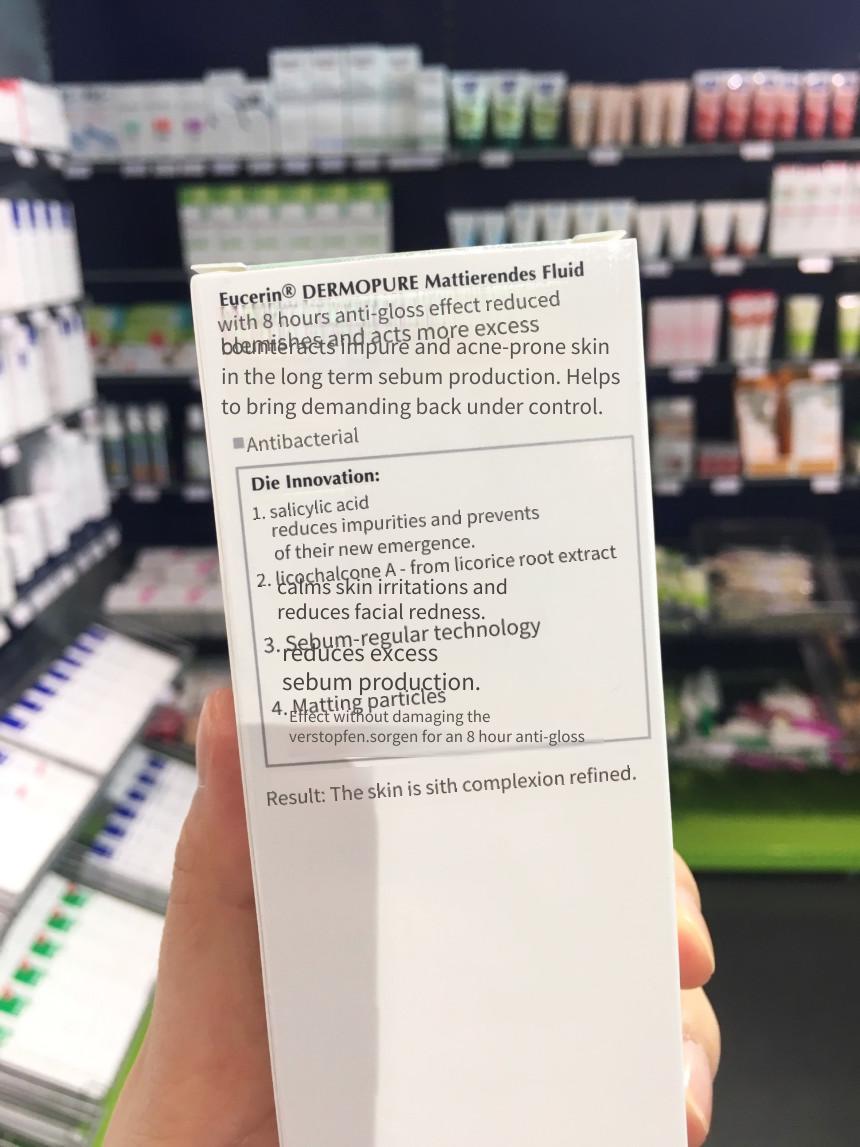 Eucerin® DERMOPURE Mattierendes Fluid
with 8 hours anti-gloss effect reduced
blemishes and acts more excess
counteracts impure and acne-prone skin
in the long term sebum production. Helps
to bring demanding back under control.
Antibacterial
Die Innovation:
1. salicylic acid
reduces impurities and prevents
of their new emergence.
2. licochalcone A - from licorice root extract
calms skin irritations and
reduces facial redness.
3. Sebum-regular technology
reduces excess
sebum production.
4. Matting particles
Effect without damaging the
verstopfen.sorgen for an 8 hour anti-gloss
Result: The skin is sith complexion refined.